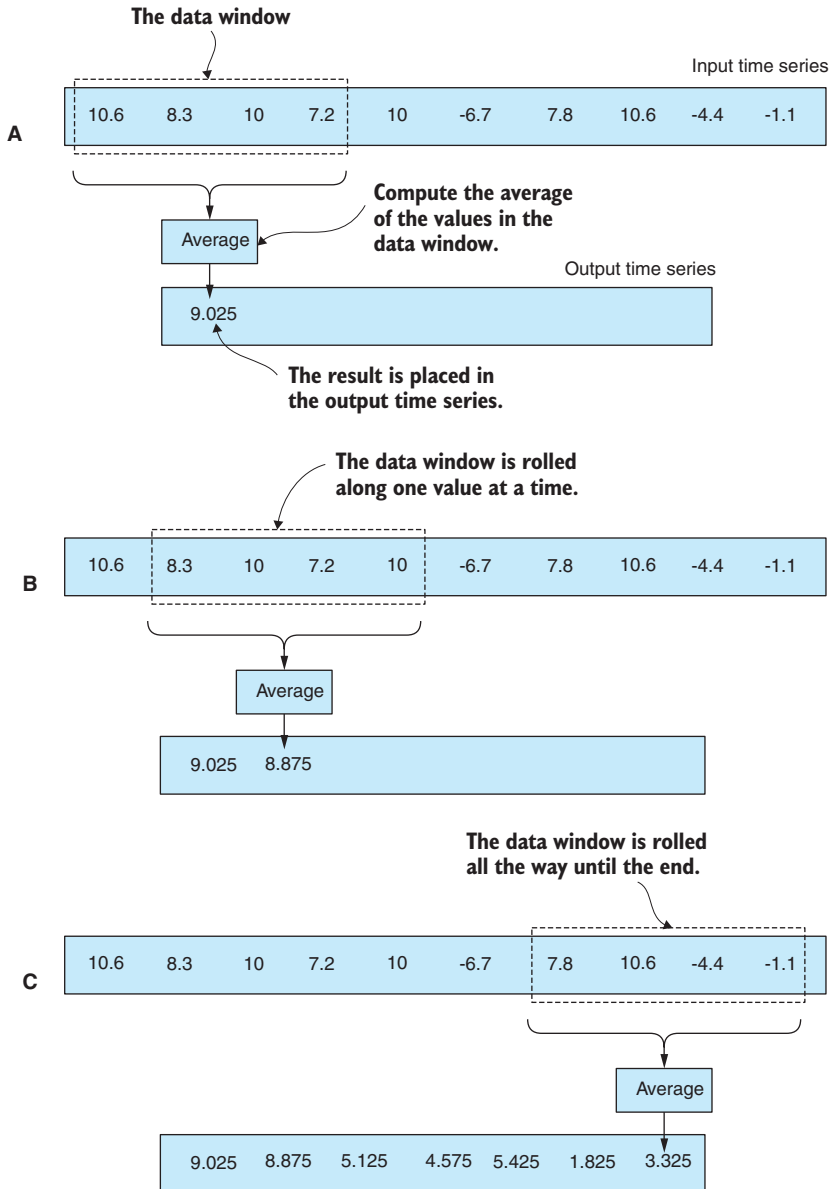 The data window
Input time series
A
10.6 8.3 10 7.2 10 -6.7 7.8 10.6 -4.4 -1.1
Compute the average
of the values in the
data window.
Average
Output time series
9.025
The result is placed in
the output time series.
The data window is rolled
along one value at a time.
B
10.6 8.3 10 7.2 10 -6.7 7.8 10.6 -4.4 -1.1
Average
9.025 8.875
The data window is rolled
all the way until the end.
C
10.6 8.3 10 7.2 10 -6.7 7.8 10.6 -4.4 -1.1
Average
9.025 8.875 5.125 4.575 5.425 1.825 3.325